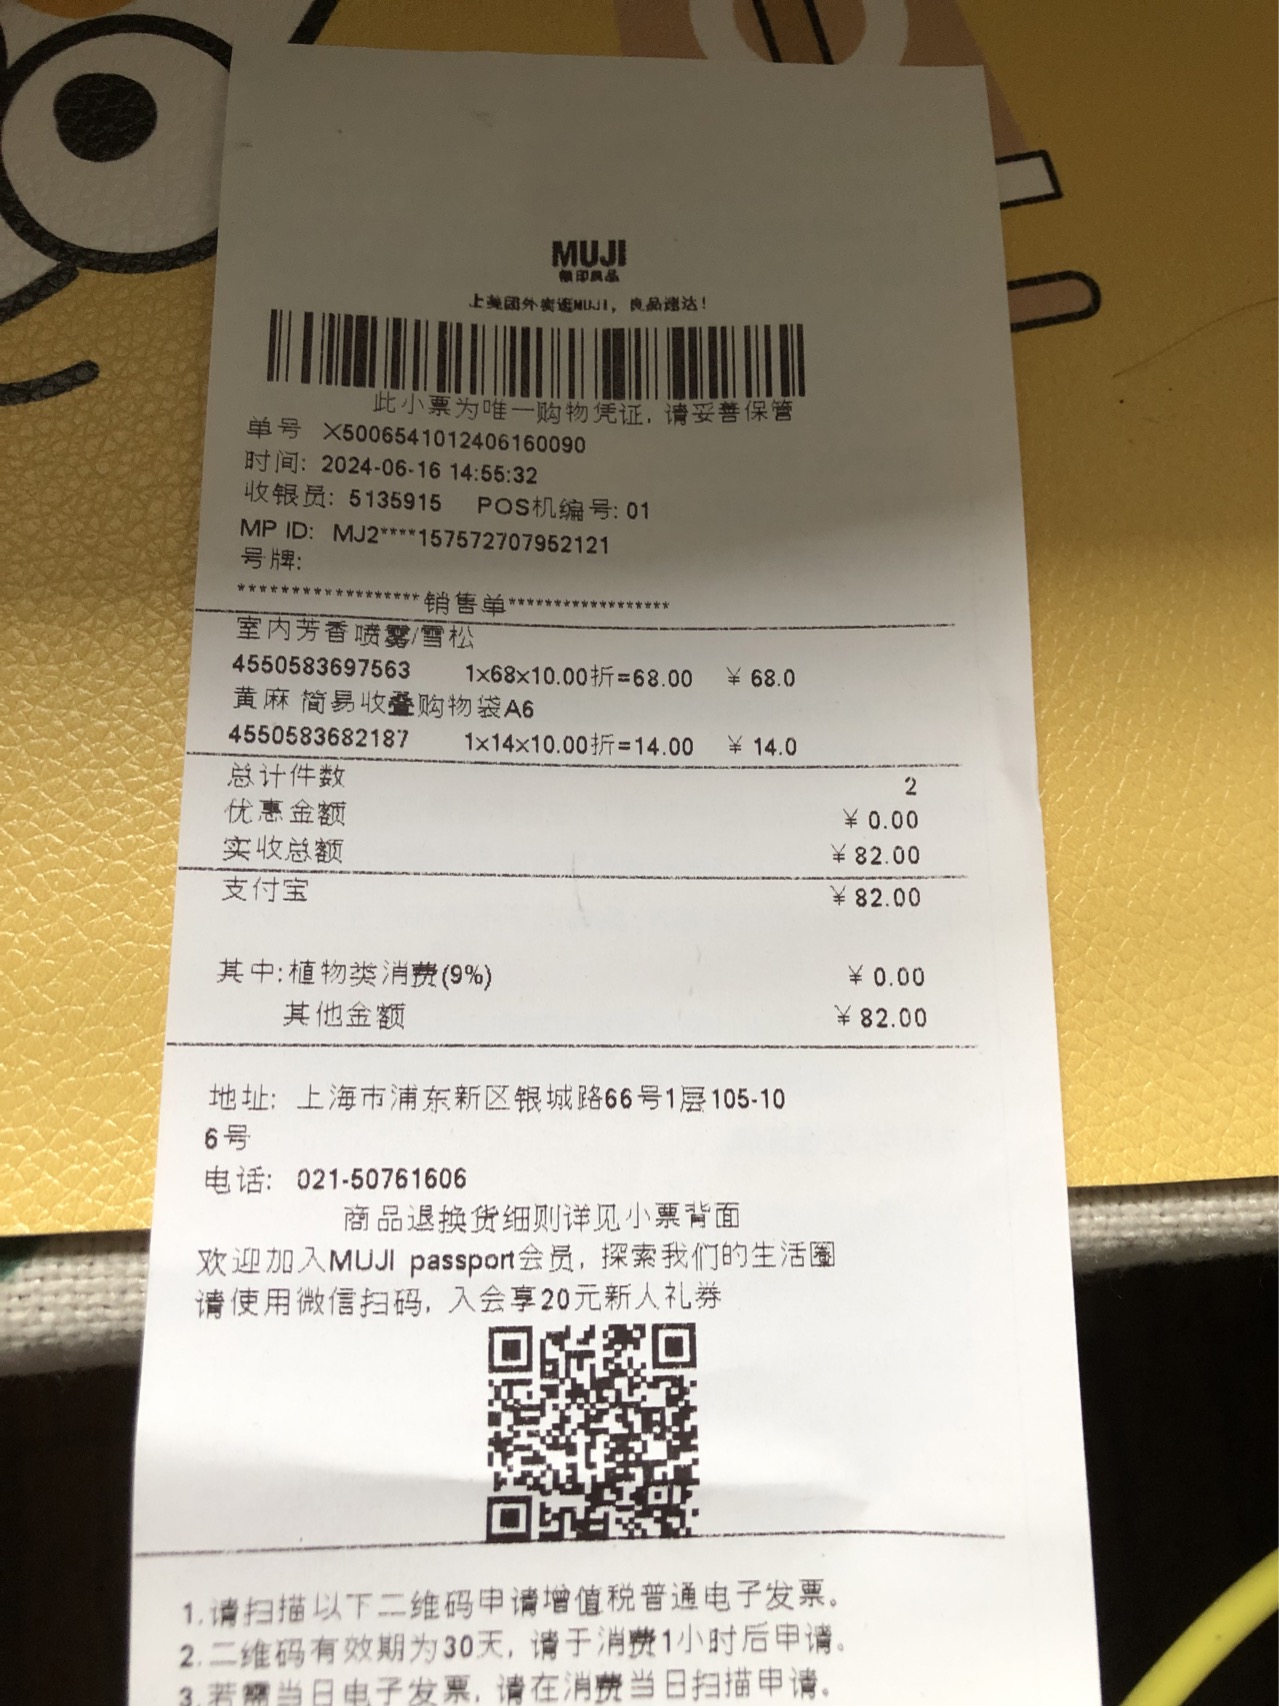 MUJI
無印良品
上美团外卖逛MUJI，良品速达！
此小票为唯一购物凭证，请妥善保管
单号 X5006541012406160090
时间: 2024-06-16 14:55:32
收银员: 5135915 POS机编号: 01
MP ID: MJ2****157572707952121
号牌:
********************销售单******************
室内芳香喷雾/雪松
4550583697563 1x68x10.00折=68.00 ￥68.0
黄麻 简易收叠购物袋A6
4550583682187 1x14x10.00折=14.00 ￥14.0
总计件数 2
优惠金额 ￥0.00
实收总额 ￥82.00
支付宝 ￥82.00
其中:植物类消费(9%) ￥0.00
其他金额 ￥82.00
地址: 上海市浦东新区银城路66号1层105-10
6号
电话: 021-50761606
商品退换货细则详见小票背面
欢迎加入MUJI passport会员，探索我们的生活圈
请使用微信扫码，入会享20元新人礼券
1.请扫描以下二维码申请增值税普通电子发票。
2.二维码有效期为30天，请于消费1小时后申请。
3.若需当日电子发票，请在消费当日扫描申请。